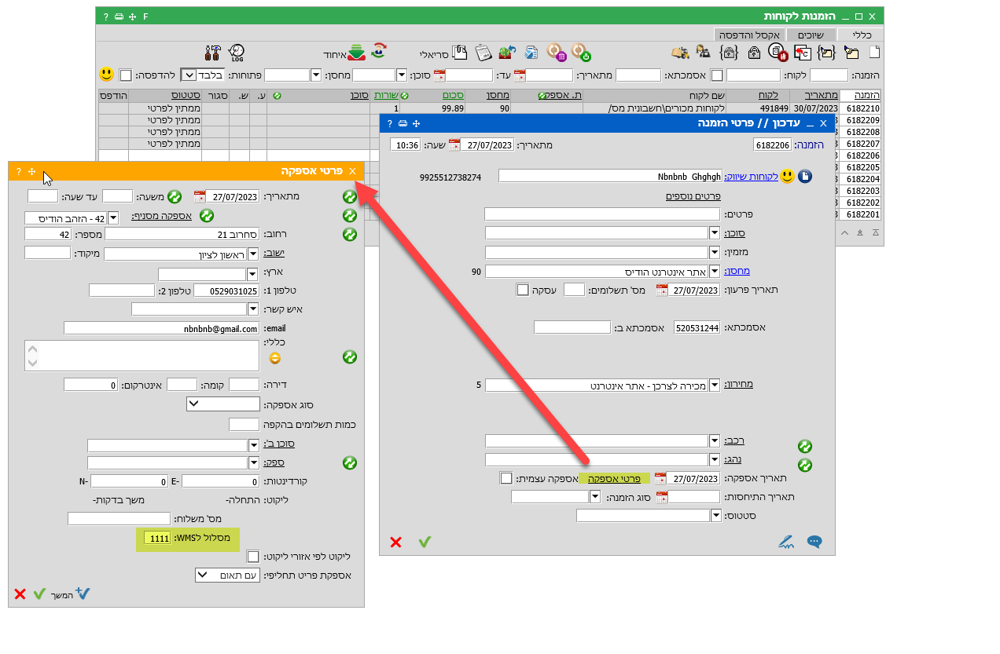 הזמנות לקוחות
? F
כללי שיוכים אקסל והדפסה
איחוד סריאלי LOG
הזמנה: לקוח: אסמכתא: מתאריך: עד: סוכן: מחסן: פתוחות: בלבד להדפסה:
הזמנה תאריך לקוח שם לקוח ת. אספקה מחסן סכום שורות סוכן ע. ש. סגור סטטוס הודפס
6182210 30/07/2023 491849 לקוחות מכורים\חשבונית מס/ 90 99.89 1 ממתין לפרטי
6182209 ממתין לפרטי
6182208 ממתין לפרטי
6182207 ממתין לפרטי
6182206
6182205
6182204
6182203
6182202
6182201
עדכון // פרטי הזמנה
?
הזמנה: 6182206 מתאריך: 27/07/2023 שעה: 10:36
לקוחות שיווק: Nbnbnb Ghghgh 9925512738274
פרטים נוספים
פרטים:
סוכן:
מזמין:
מחסן: אתר אינטרנט הודיס 90
תאריך פרעון: 27/07/2023 מס' תשלומים: עסקה
אסמכתא: 520531244 אסמכתא ב:
מחירון: מכירה לצרכן - אתר אינטרנט 5
רכב:
נהג:
תאריך אספקה: 27/07/2023 פרטי אספקה אספקה עצמית:
תאריך התיחסות: סוג הזמנה:
סטטוס:
פרטי אספקה
?
מתאריך: 27/07/2023 משעה: עד שעה:
אספקה מסניף: 42 - הזהב הודיס
רחוב: סחרוב 21 מספר: 42
ישוב: ראשון לציון מיקוד:
ארץ:
טלפון 1: 0529031025 טלפון 2:
איש קשר:
email: nbnbnb@gmail.com
כללי:
דירה: קומה: אינטרקום: 0
סוג אספקה:
כמות תשלומים בהקפה
סוכן ב':
ספק:
קורדינטות: 0 E- 0 N-
ליקוט: התחלה- משך בדקות-
מס' משלוח:
מסלול לWMS: 1111
ליקוט לפי אזורי ליקוט:
אספקת פריט תחליפי: עם תאום
המשך